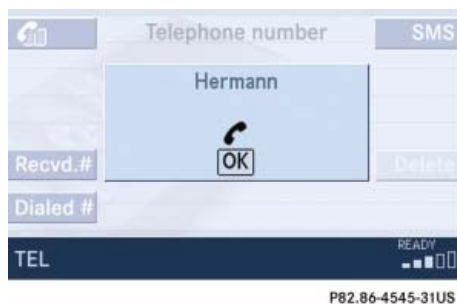 Telephone number SMS
Hermann
OK
Recvd.# Delete
Dialed #
TEL READY
P82.86-4545-31US